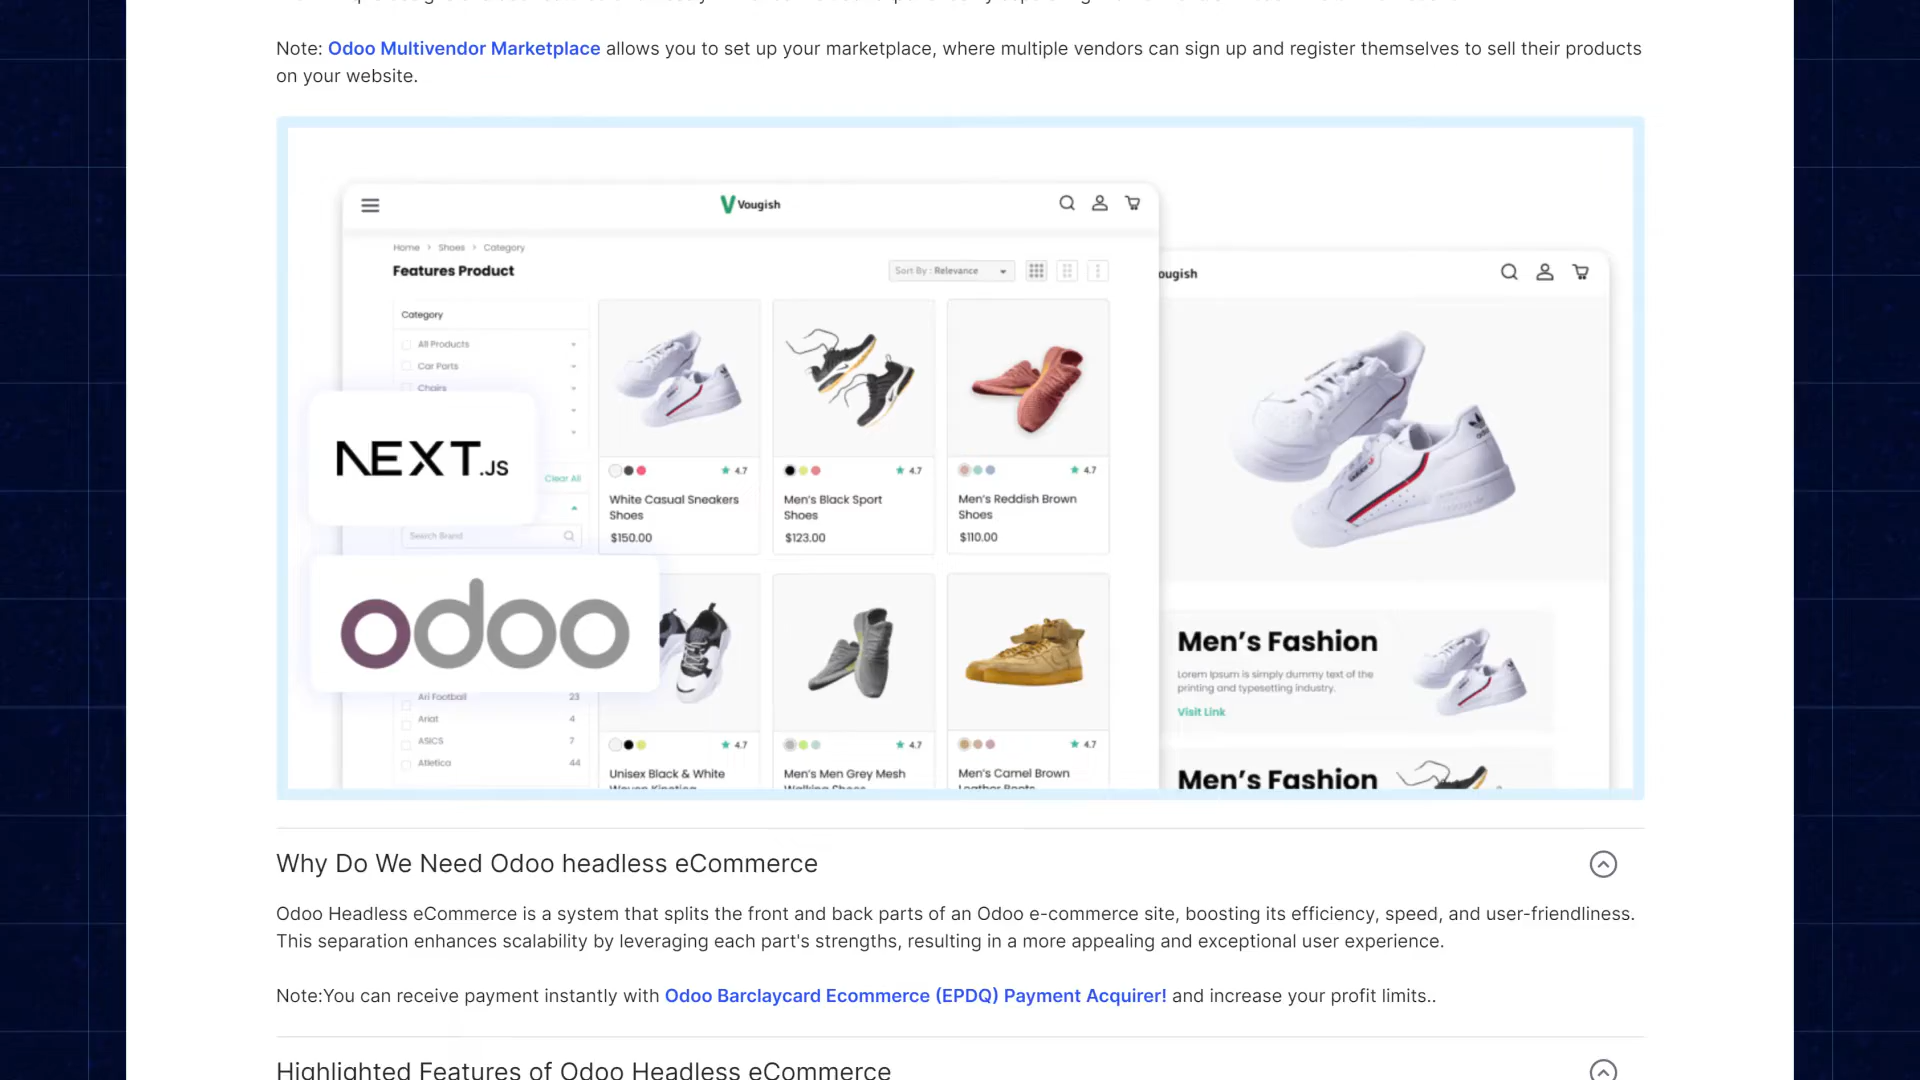 Note: Odoo Multivendor Marketplace allows you to set up your marketplace, where multiple vendors can sign up and register themselves to sell their products
on your website.
Vougish
Home > Shoes > Category
Features Product
Sort By : Relevance
Category
All Products
Car Parts
Chairs
NEXT.JS
Clear All
Search Brand
odoo
Ari Football 23
Ariat 4
ASICS 7
Atletica 44
4.7
White Casual Sneakers
Shoes
$150.00
4.7
Men's Black Sport
Shoes
$123.00
4.7
Men's Reddish Brown
Shoes
$110.00
4.7
Unisex Black & White
4.7
Men's Men Grey Mesh
Walking Shoes
4.7
Men's Camel Brown
Leather Boots
ougish
adidas
Men's Fashion
Lorem Ipsum is simply dummy text of the
printing and typesetting industry.
Visit Link
Men's Fashion
Why Do We Need Odoo headless eCommerce
Odoo Headless eCommerce is a system that splits the front and back parts of an Odoo e-commerce site, boosting its efficiency, speed, and user-friendliness.
This separation enhances scalability by leveraging each part's strengths, resulting in a more appealing and exceptional user experience.
Note:You can receive payment instantly with Odoo Barclaycard Ecommerce (EPDQ) Payment Acquirer! and increase your profit limits..
Highlighted Features of Odoo Headless eCommerce